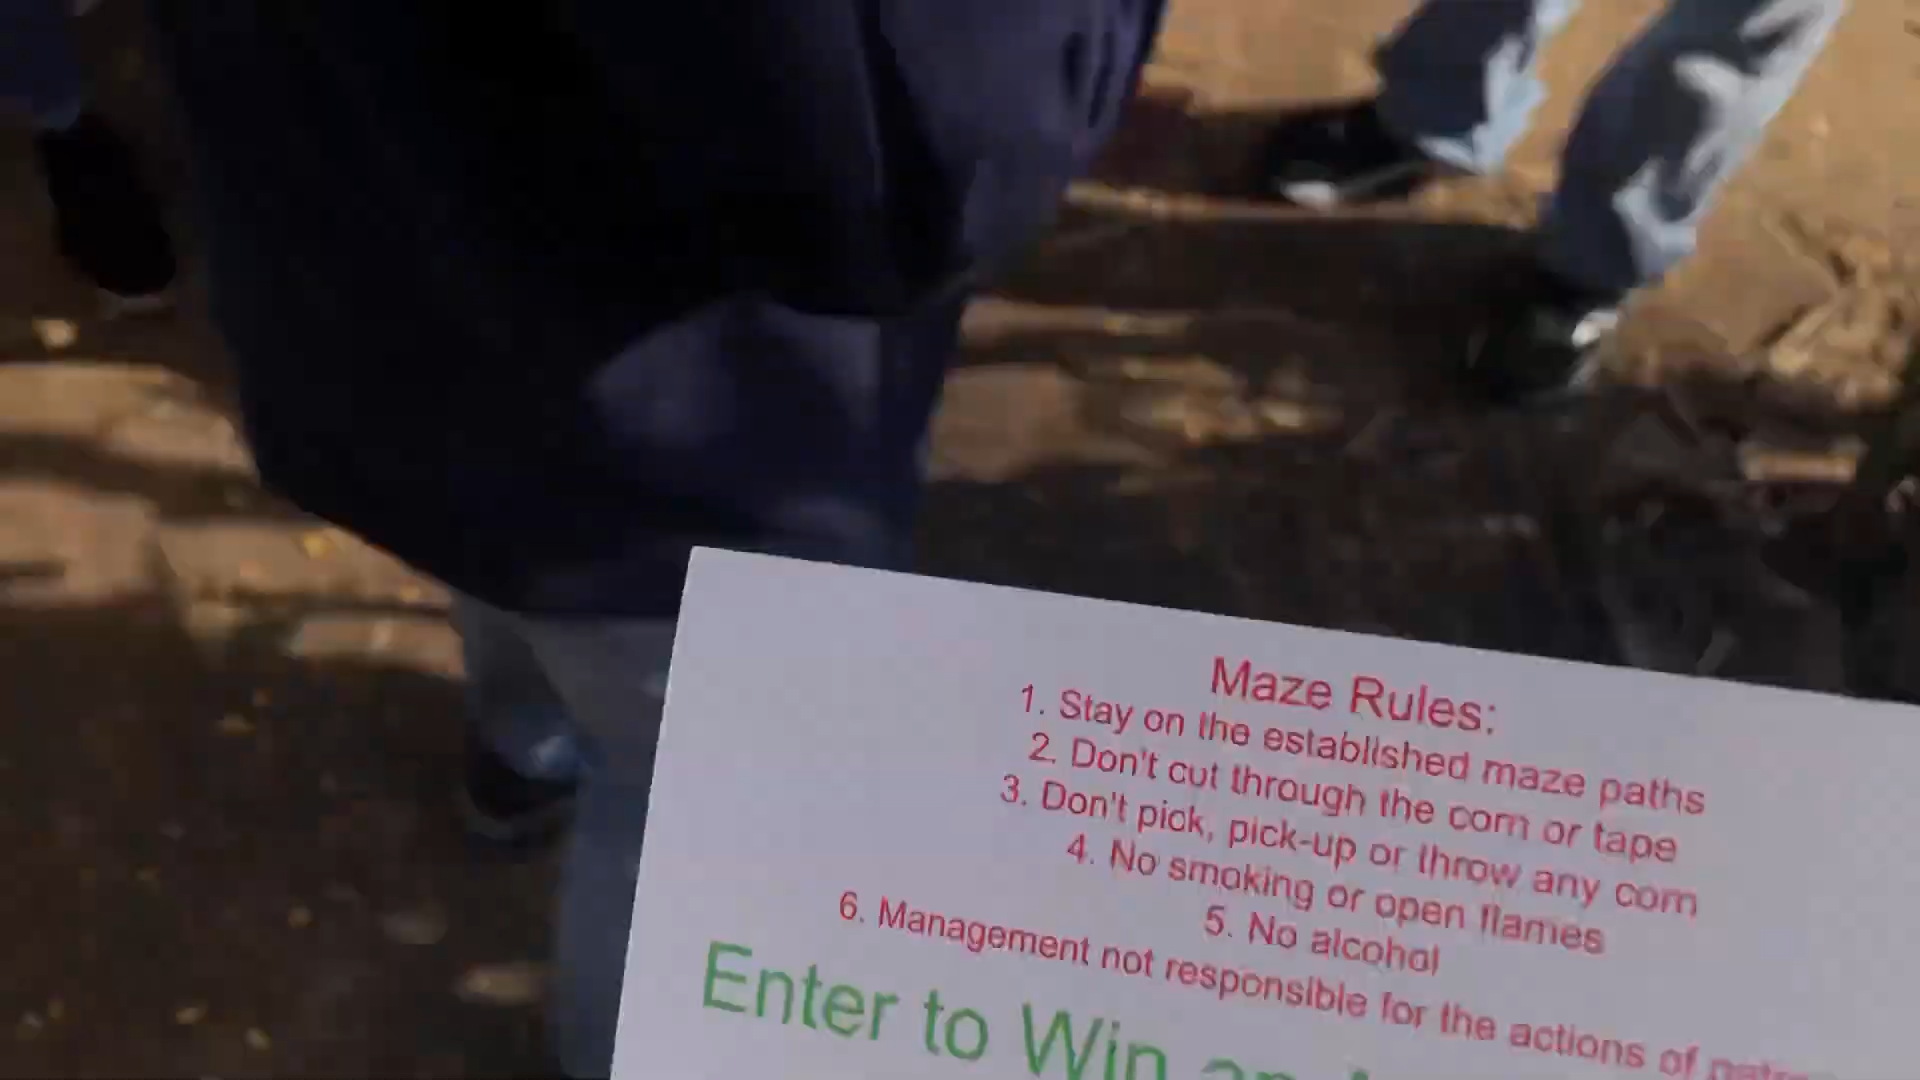 Maze Rules:
1. Stay on the established maze paths
2. Don't cut through the corn or tape
3. Don't pick, pick-up or throw any corn
4. No smoking or open flames
5. No alcohol
6. Management not responsible for the actions of
Enter to Win